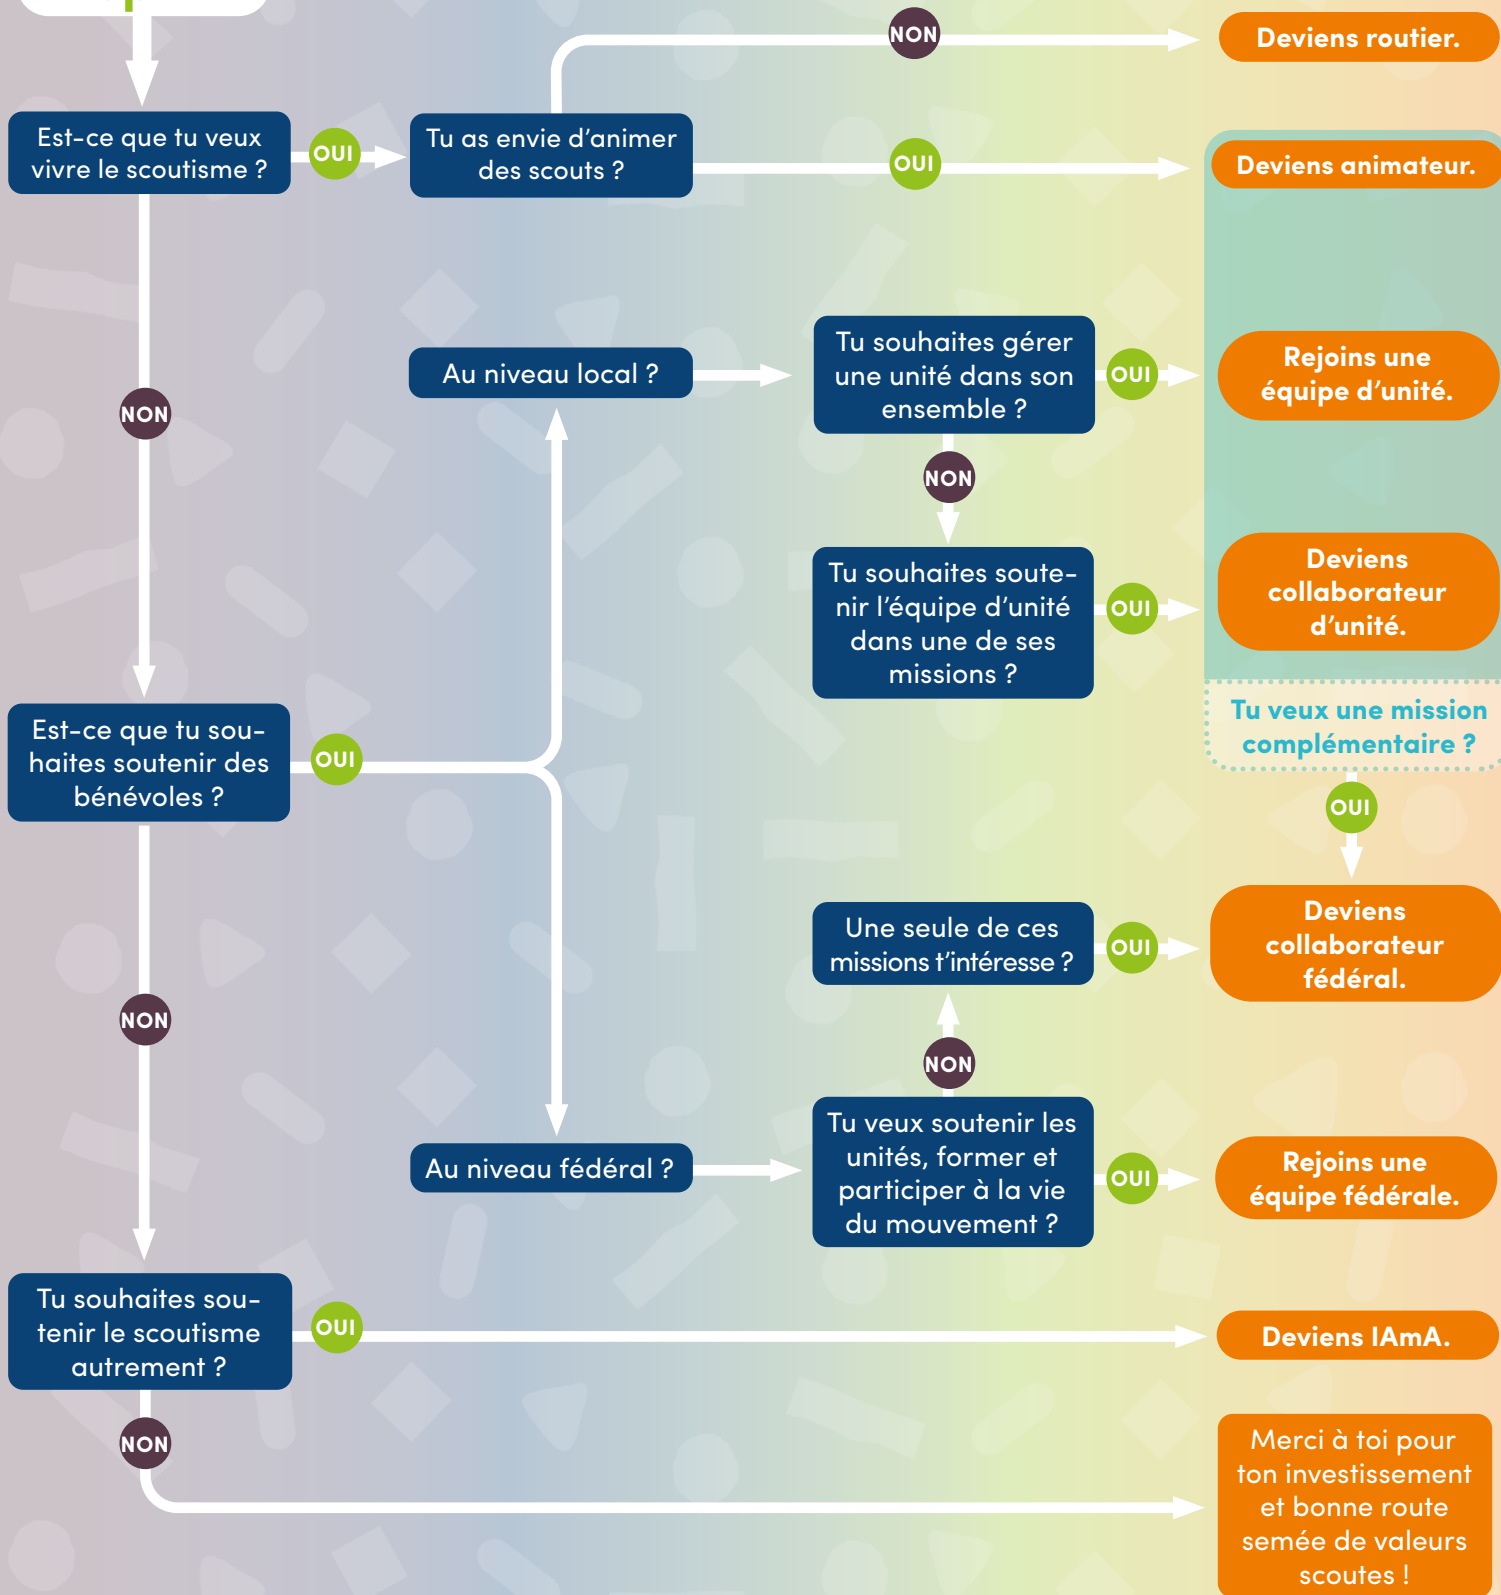 NON
Deviens routier.
Est-ce que tu veux
vivre le scoutisme ?
OUI
Tu as envie d'animer
des scouts ?
OUI
Deviens animateur.
NON
Au niveau local ?
Tu souhaites gérer
une unité dans son
ensemble ?
OUI
Rejoins une
équipe d'unité.
NON
Tu souhaites soute-
nir l'équipe d'unité
dans une de ses
missions ?
OUI
Deviens
collaborateur
d'unité.
Tu veux une mission
complémentaire ?
OUI
Est-ce que tu sou-
haites soutenir des
bénévoles ?
OUI
Une seule de ces
missions t'intéresse ?
OUI
Deviens
collaborateur
fédéral.
NON
NON
Au niveau fédéral ?
Tu veux soutenir les
unités, former et
participer à la vie
du mouvement ?
OUI
Rejoins une
équipe fédérale.
Tu souhaites sou-
tenir le scoutisme
autrement ?
OUI
Deviens IAmA.
NON
Merci à toi pour
ton investissement
et bonne route
semée de valeurs
scoutes !